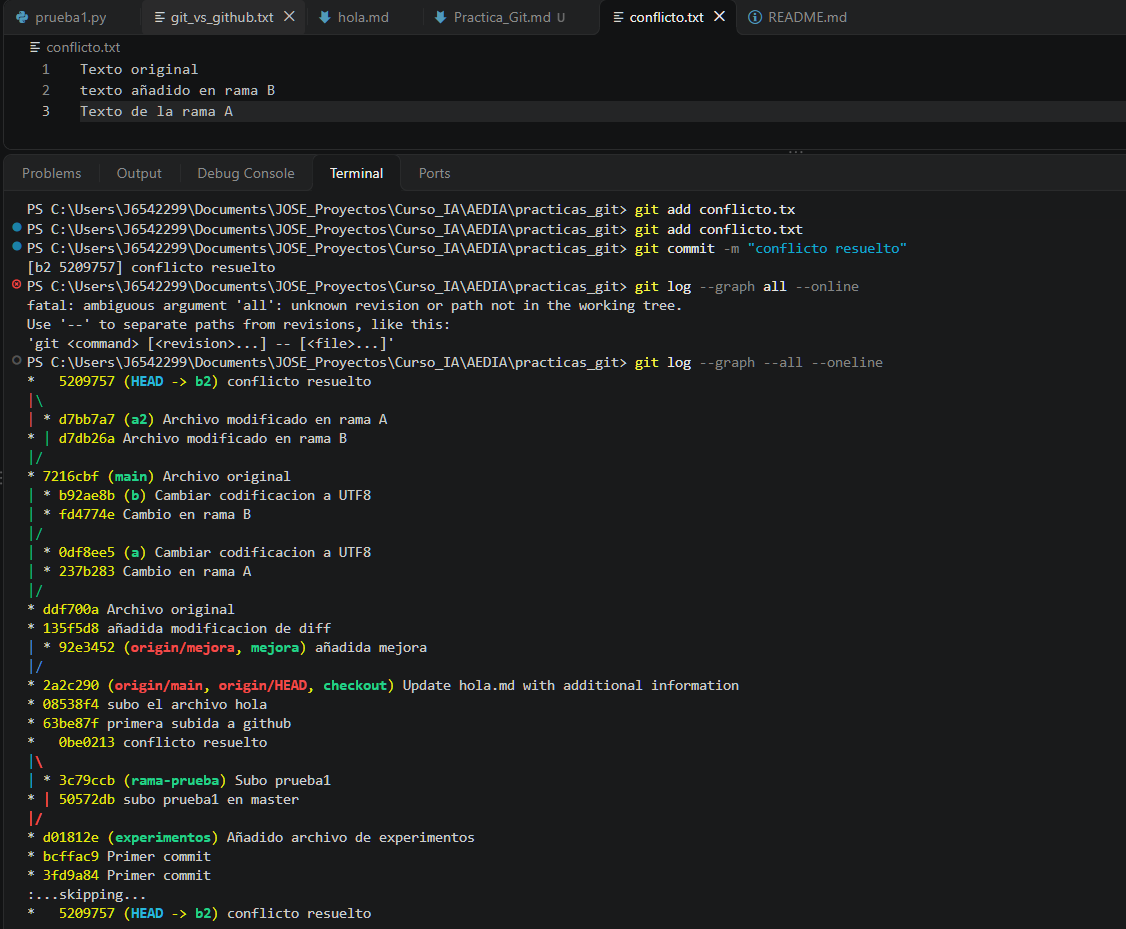 prueba1.py git_vs_github.txt hola.md Practica_Git.md U conflicto.txt README.md
conflicto.txt
1 Texto original
2 texto añadido en rama B
3 Texto de la rama A
Problems Output Debug Console Terminal Ports
PS C:\Users\J6542299\Documents\JOSE_Proyectos\Curso_IA\AEDIA\practicas_git> git add conflicto.tx
PS C:\Users\J6542299\Documents\JOSE_Proyectos\Curso_IA\AEDIA\practicas_git> git add conflicto.txt
PS C:\Users\J6542299\Documents\JOSE_Proyectos\Curso_IA\AEDIA\practicas_git> git commit -m "conflicto resuelto"
[b2 5209757] conflicto resuelto
PS C:\Users\J6542299\Documents\JOSE_Proyectos\Curso_IA\AEDIA\practicas_git> git log --graph all --online
fatal: ambiguous argument 'all': unknown revision or path not in the working tree.
Use '--' to separate paths from revisions, like this:
'git <command> [<revision>...] -- [<file>...]'
PS C:\Users\J6542299\Documents\JOSE_Proyectos\Curso_IA\AEDIA\practicas_git> git log --graph --all --oneline
*   5209757 (HEAD -> b2) conflicto resuelto
|\
| * d7bb7a7 (a2) Archivo modificado en rama A
* | d7db26a Archivo modificado en rama B
|/
* 7216cbf (main) Archivo original
| * b92ae8b (b) Cambiar codificacion a UTF8
| * fd4774e Cambio en rama B
|/
| * 0df8ee5 (a) Cambiar codificacion a UTF8
| * 237b283 Cambio en rama A
|/
* ddf700a Archivo original
* 135f5d8 añadida modificacion de diff
| * 92e3452 (origin/mejora, mejora) añadida mejora
|/
* 2a2c290 (origin/main, origin/HEAD, checkout) Update hola.md with additional information
* 08538f4 subo el archivo hola
* 63be87f primera subida a github
*   0be0213 conflicto resuelto
|\
| * 3c79ccb (rama-prueba) Subo prueba1
* | 50572db subo prueba1 en master
|/
* d01812e (experimentos) Añadido archivo de experimentos
* bcffac9 Primer commit
* 3fd9a84 Primer commit
:...skipping...
*   5209757 (HEAD -> b2) conflicto resuelto